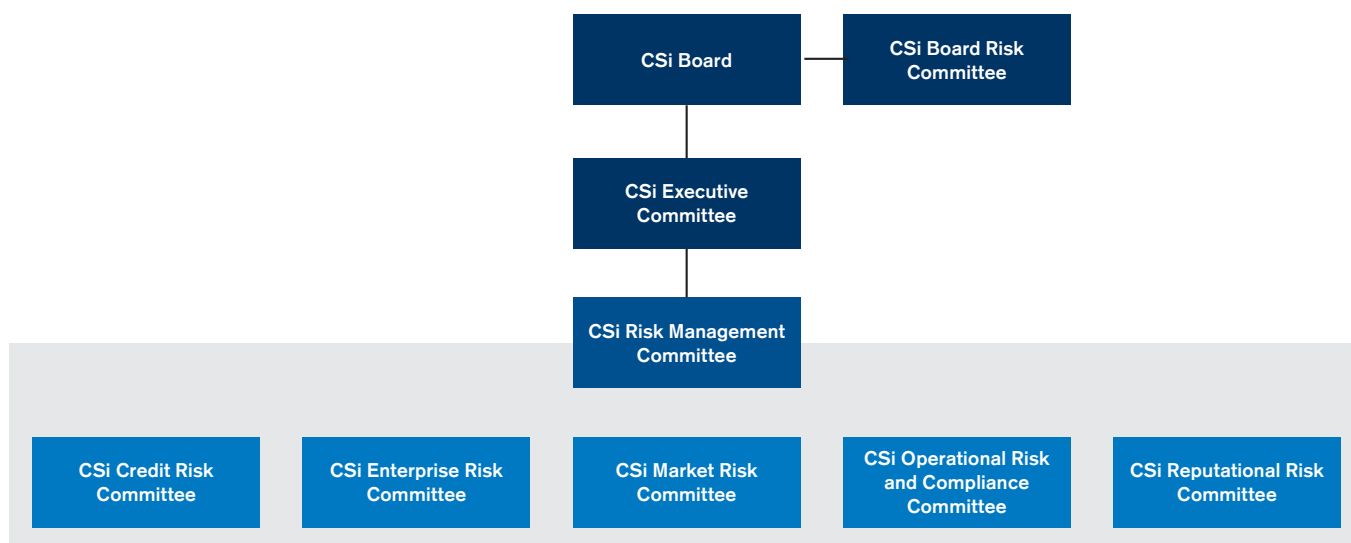 CSi Board
CSi Board Risk
Committee
CSi Executive
Committee
CSi Risk Management
Committee
CSi Credit Risk
Committee
CSi Enterprise Risk
Committee
CSi Market Risk
Committee
CSi Operational Risk
and Compliance
Committee
CSi Reputational Risk
Committee